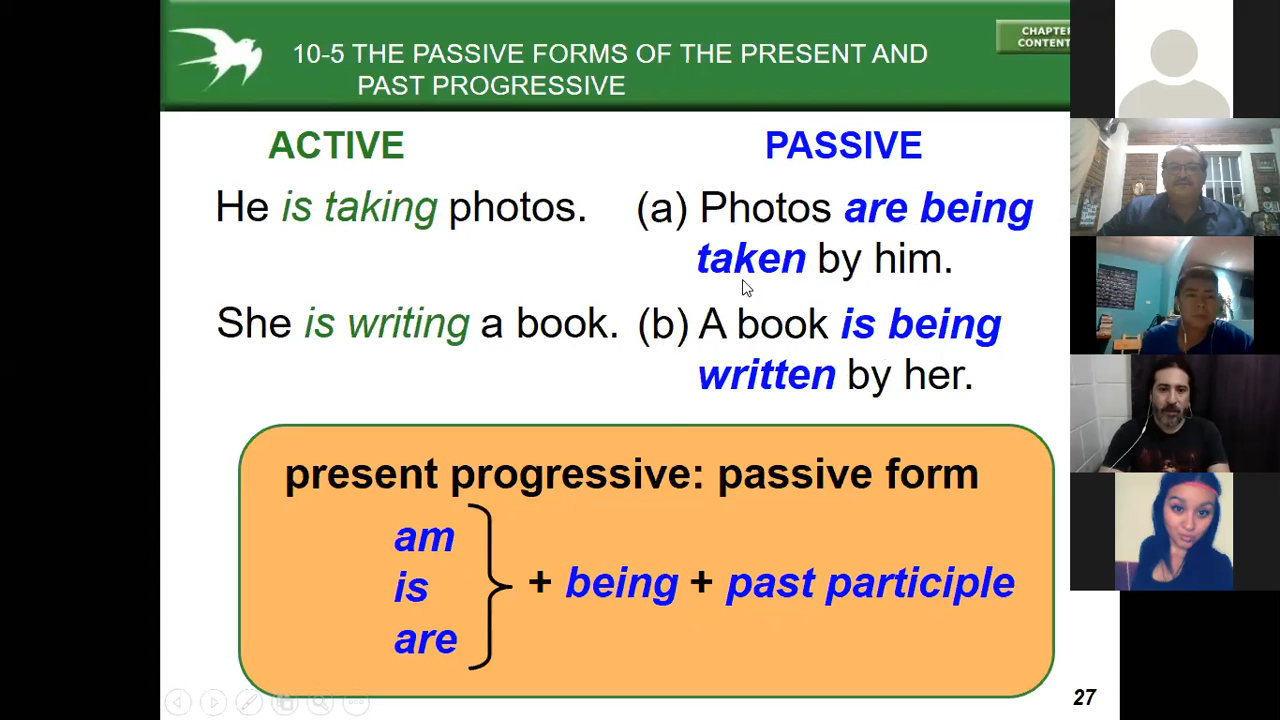 10-5 THE PASSIVE FORMS OF THE PRESENT AND
PAST PROGRESSIVE
CHAPTER
CONTENT
ACTIVE
PASSIVE
He is taking photos.
(a) Photos are being
taken by him.
She is writing a book.
(b) A book is being
written by her.
present progressive: passive form
am
is
are
+ being + past participle
27